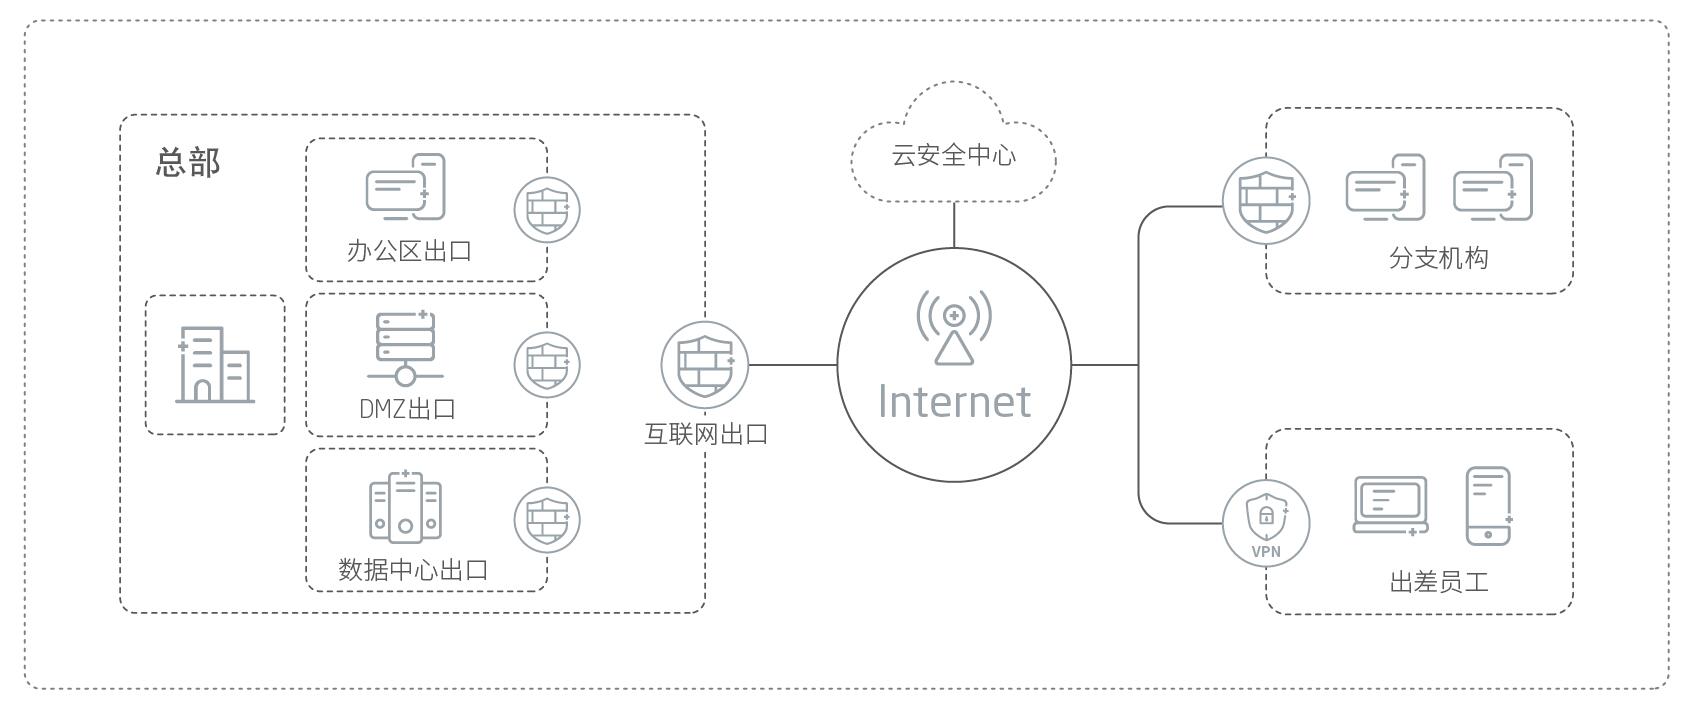 总部
办公区出口
DMZ出口
数据中心出口
互联网出口
云安全中心
Internet
分支机构
VPN
出差员工